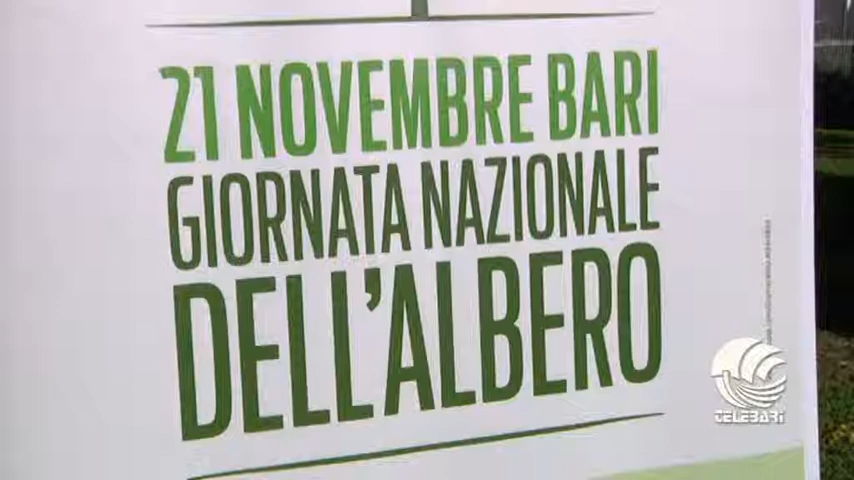 21 NOVEMBRE BARI
GIORNATA NAZIONALE
DELL'ALBERO
TELEBARI